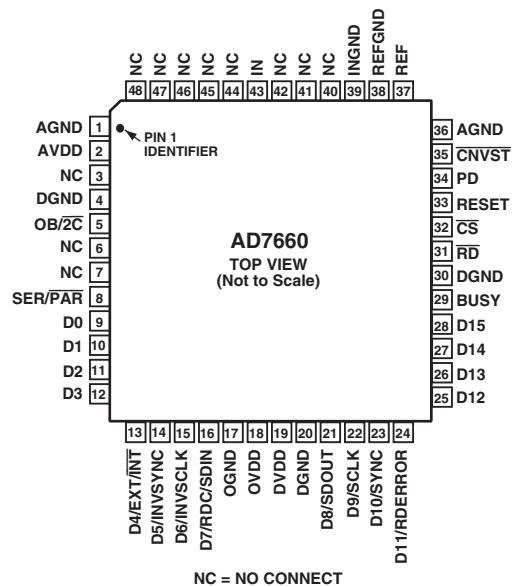 NC NC NC NC NC IN NC NC NC INGND REFGND REF
48 47 46 45 44 43 42 41 40 39 38 37
AGND 1
AVDD 2
NC 3
DGND 4
OB/2C 5
NC 6
NC 7
SER/PAR 8
D0 9
D1 10
D2 11
D3 12
PIN 1
IDENTIFIER
AD7660
TOP VIEW
(Not to Scale)
36 AGND
35 CNVST
34 PD
33 RESET
32 CS
31 RD
30 DGND
29 BUSY
28 D15
27 D14
26 D13
25 D12
13 14 15 16 17 18 19 20 21 22 23 24
D4/EXT/INT D5/INVSYNC D6/INVSCLK D7/RDC/SDIN OGND OVDD DVDD DGND D8/SDOUT D9/SCLK D10/SYNC D11/RDERROR
NC = NO CONNECT